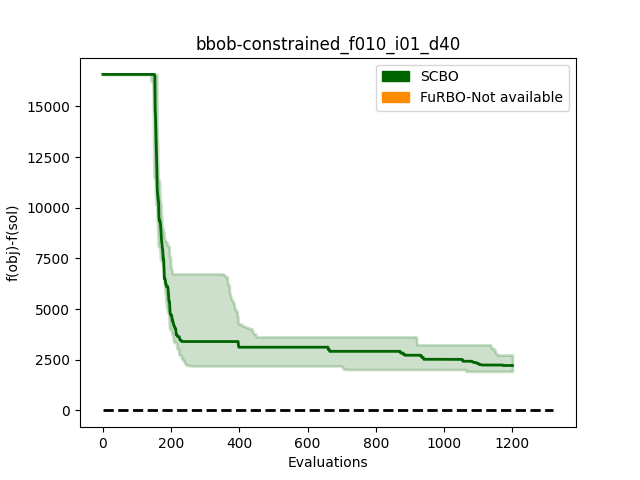 bbob-constrained_f010_i01_d40
SCBO
FuRBO-Not available
15000
12500
10000
7500
5000
2500
0
f(obj)-f(sol)
0 200 400 600 800 1000 1200
Evaluations